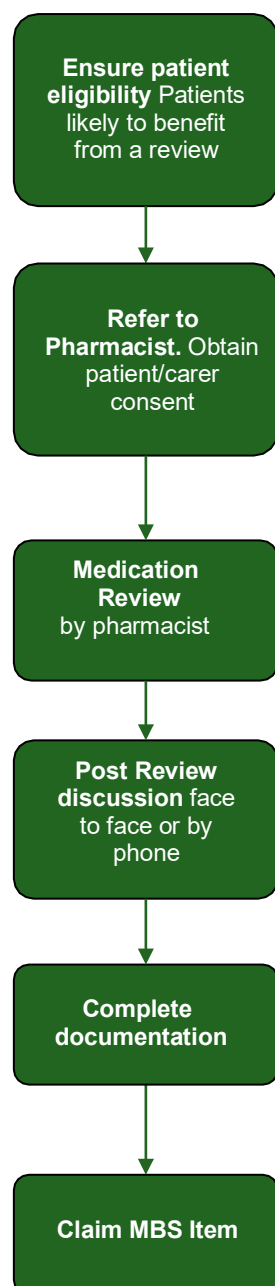 Ensure patient
eligibility Patients
likely to benefit
from a review
Refer to
Pharmacist. Obtain
patient/carer
consent
Medication
Review
by pharmacist
Post Review
discussion face
to face or by
phone
Complete
documentation
Claim MBS Item